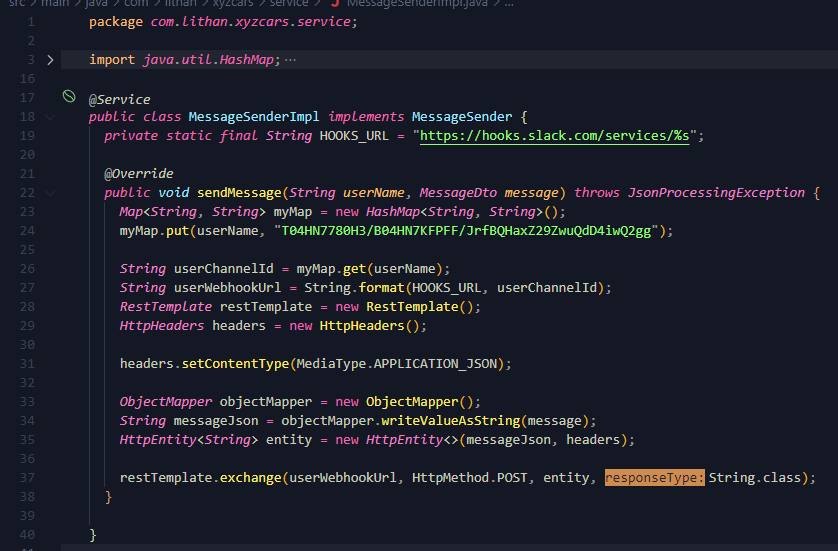 src > main > java > com > lithan > xyzcars > service > J MessageSenderImpl.java > ...
1 package com.lithan.xyzcars.service;
2
3 import java.util.HashMap; ...
16
17 @Service
18 public class MessageSenderImpl implements MessageSender {
19 private static final String HOOKS_URL = "https://hooks.slack.com/services/%s";
20
21 @Override
22 public void sendMessage(String userName, MessageDto message) throws JsonProcessingException {
23 Map<String, String> myMap = new HashMap<String, String>();
24 myMap.put(userName, "T04HN7780H3/B04HN7KFPFF/JrfBQHaxZ29ZwuQdD4iwQ2gg");
25
26 String userChannelId = myMap.get(userName);
27 String userWebhookUrl = String.format(HOOKS_URL, userChannelId);
28 RestTemplate restTemplate = new RestTemplate();
29 HttpHeaders headers = new HttpHeaders();
30
31 headers.setContentType(MediaType.APPLICATION_JSON);
32
33 ObjectMapper objectMapper = new ObjectMapper();
34 String messageJson = objectMapper.writeValueAsString(message);
35 HttpEntity<String> entity = new HttpEntity<>(messageJson, headers);
36
37 restTemplate.exchange(userWebhookUrl, HttpMethod.POST, entity, responseType: String.class);
38 }
39
40 }
41